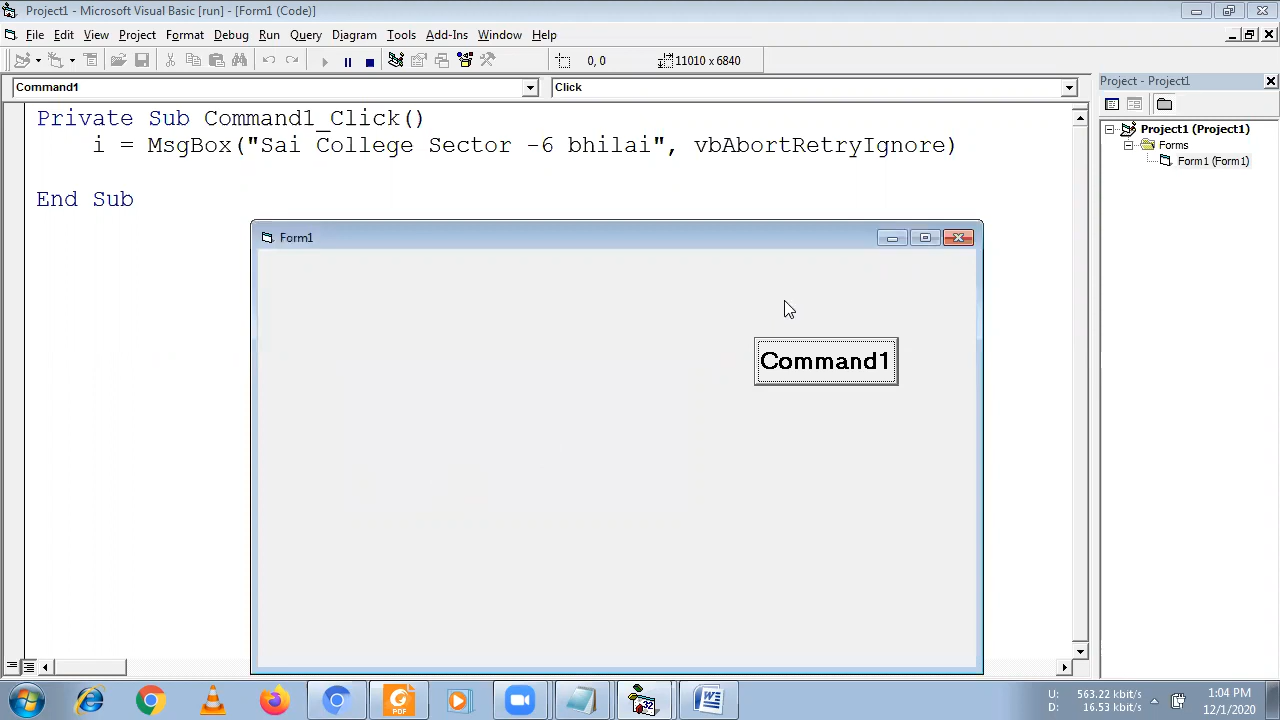 Project1 - Microsoft Visual Basic [run] - [Form1 (Code)]
File Edit View Project Format Debug Run Query Diagram Tools Add-Ins Window Help
0, 0 11010 x 6840
Command1 Click
Project - Project1
Private Sub Command1_Click()
i = MsgBox("Sai College Sector -6 bhilai", vbAbortRetryIgnore)
End Sub
Project1 (Project1)
Forms
Form1 (Form1)
Form1
Command1
PDF
32
W
U: 563.22 kbit/s
D: 16.53 kbit/s
1:04 PM
12/1/2020